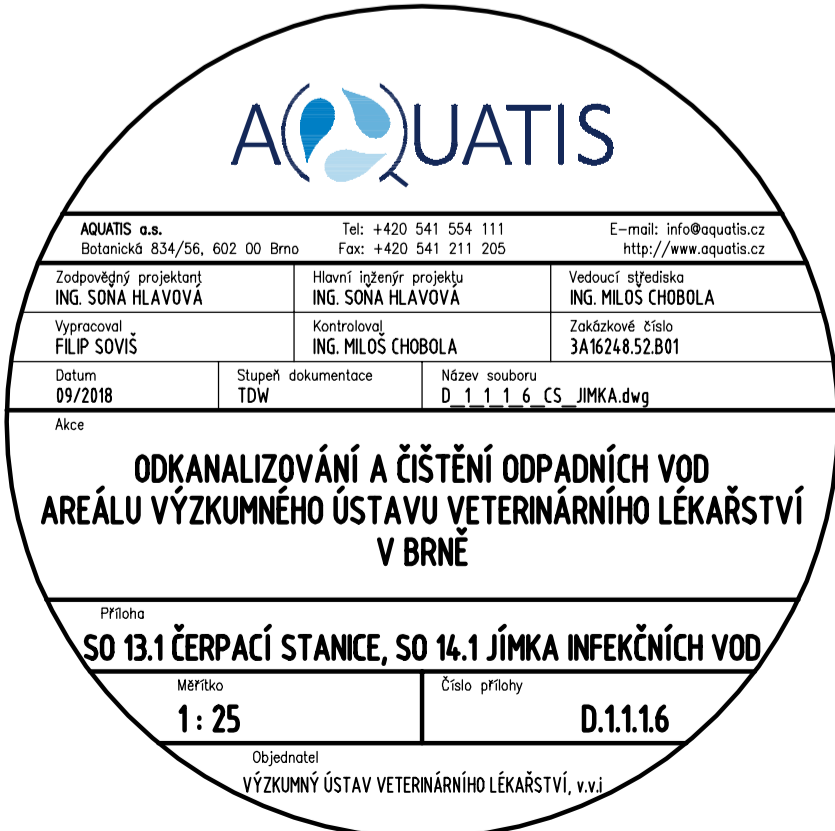 AQUATIS
AQUATIS a.s. Tel: +420 541 554 111 E-mail: info@aquatis.cz
Botanická 834/56, 602 00 Brno Fax: +420 541 211 205 http://www.aquatis.cz
Zodpovědný projektant Hlavní inženýr projektu Vedoucí střediska
ING. SOŇA HLAVOVÁ ING. SOŇA HLAVOVÁ ING. MILOŠ CHOBOLA
Vypracoval Kontroloval Zakázkové číslo
FILIP SOVIŠ ING. MILOŠ CHOBOLA 3A16248.52.B01
Datum Stupeň dokumentace Název souboru
09/2018 TDW D_1_1_1_6_CS_JIMKA.dwg
Akce
ODKANALIZOVÁNÍ A ČIŠTĚNÍ ODPADNÍCH VOD
AREÁLU VÝZKUMNÉHO ÚSTAVU VETERINÁRNÍHO LÉKAŘSTVÍ
V BRNĚ
Příloha
SO 13.1 ČERPACÍ STANICE, SO 14.1 JÍMKA INFEKČNÍCH VOD
Měřítko Číslo přílohy
1 : 25 D.1.1.1.6
Objednatel
VÝZKUMNÝ ÚSTAV VETERINÁRNÍHO LÉKAŘSTVÍ, v.v.i